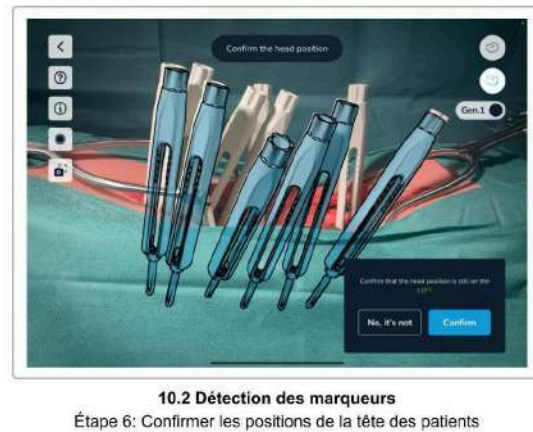 Confirm the head position
Gen.1
Confirm that the head position is still on the
LEFT
No, it's not
Confirm
10.2 Détection des marqueurs
Étape 6: Confirmer les positions de la tête des patients